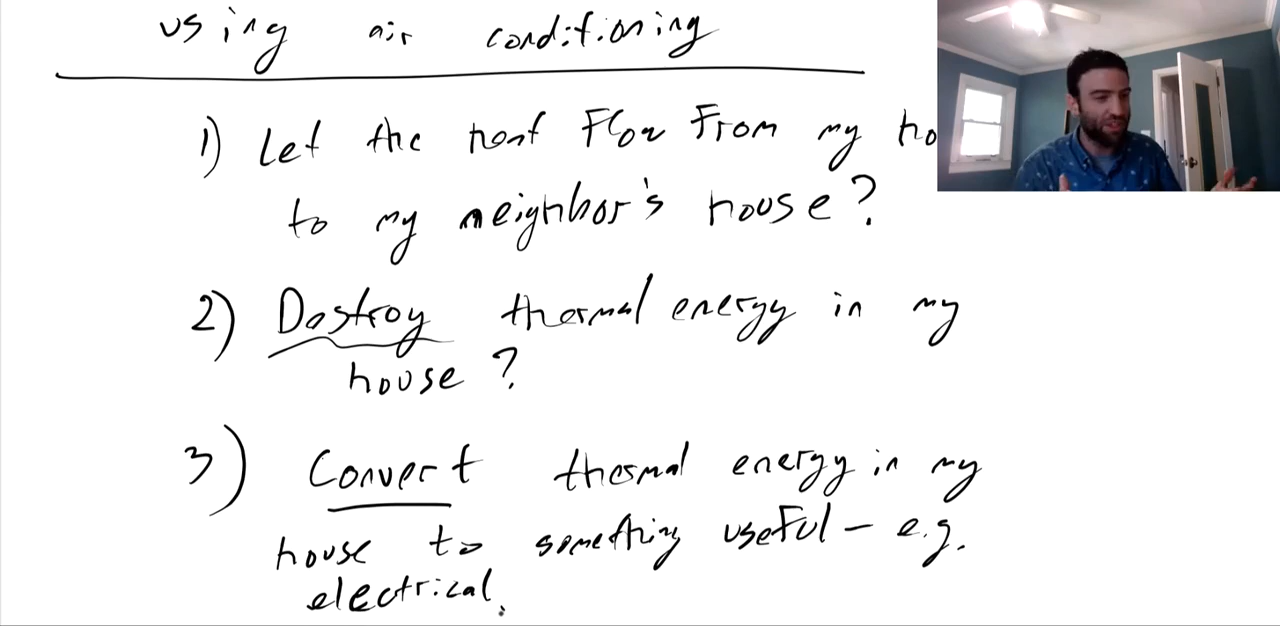 using air conditioning
1) Let the heat Flow From my ho
to my neighbor's house?
2) Destroy thermal energy in my
house?
3) Convert thermal energy in my
house to something useful - e.g.
electrical.